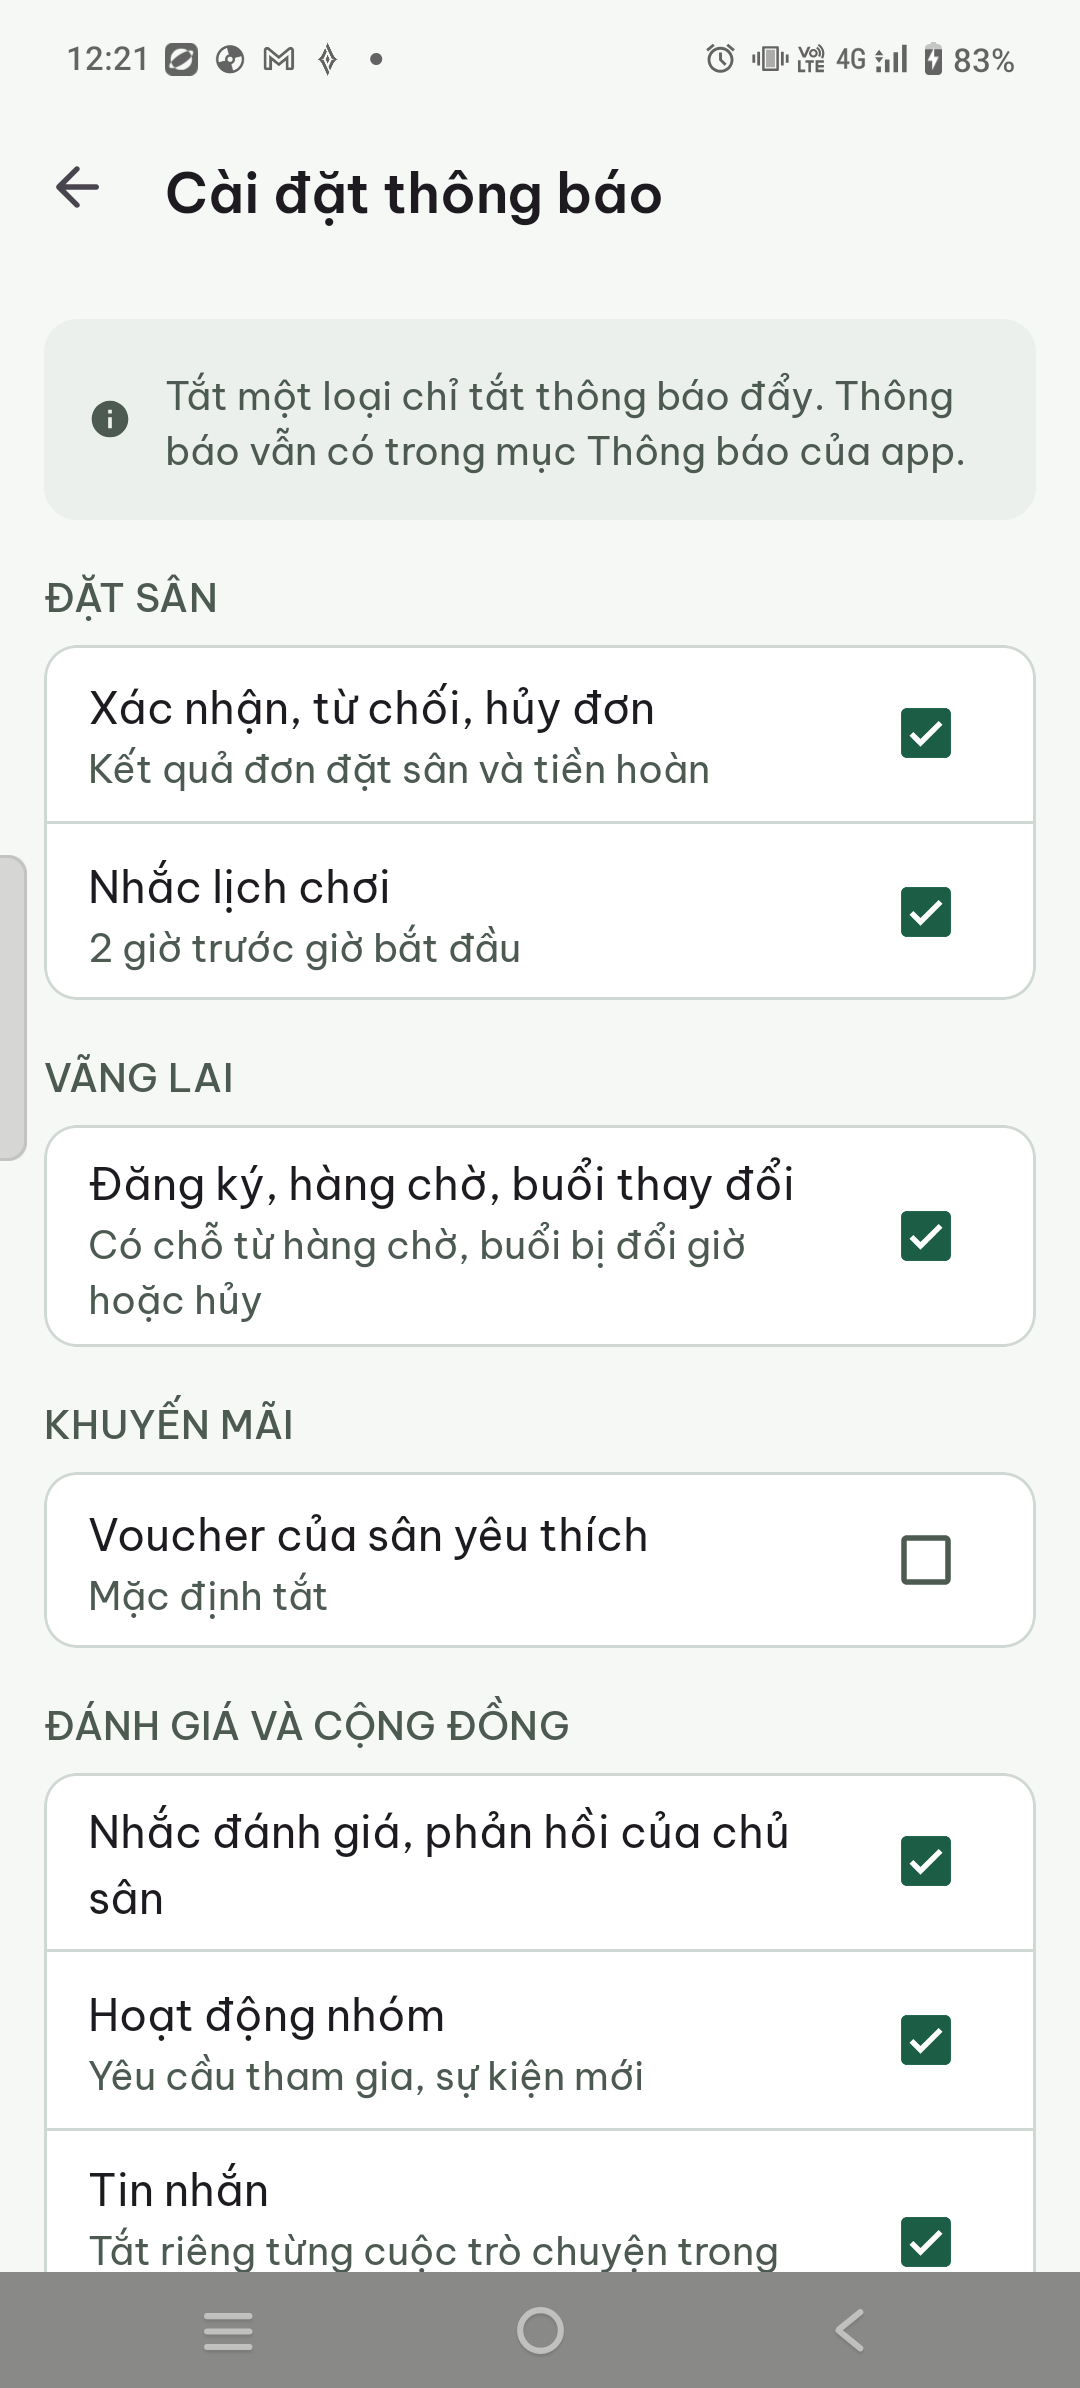 12:21
VoLTE 4G 83%
Cài đặt thông báo
Tắt một loại chỉ tắt thông báo đẩy. Thông
báo vẫn có trong mục Thông báo của app.
ĐẶT SÂN
Xác nhận, từ chối, hủy đơn
Kết quả đơn đặt sân và tiền hoàn
Nhắc lịch chơi
2 giờ trước giờ bắt đầu
VÃNG LAI
Đăng ký, hàng chờ, buổi thay đổi
Có chỗ từ hàng chờ, buổi bị đổi giờ
hoặc hủy
KHUYẾN MÃI
Voucher của sân yêu thích
Mặc định tắt
ĐÁNH GIÁ VÀ CỘNG ĐỒNG
Nhắc đánh giá, phản hồi của chủ
sân
Hoạt động nhóm
Yêu cầu tham gia, sự kiện mới
Tin nhắn
Tắt riêng từng cuộc trò chuyện trong